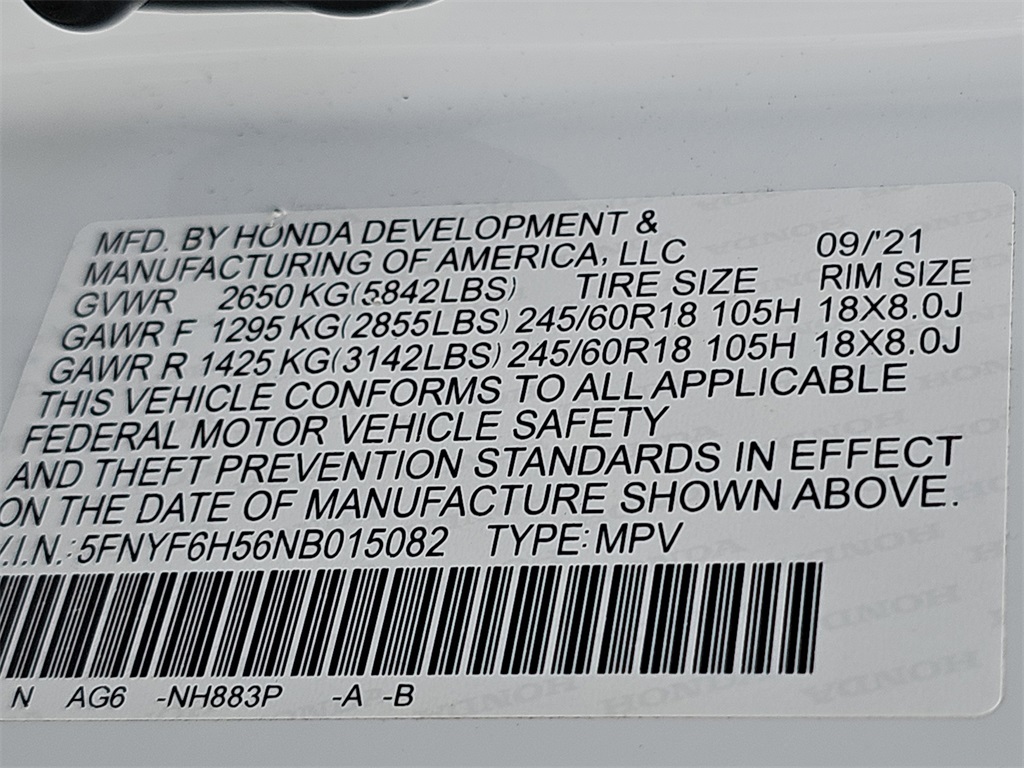 MFD. BY HONDA DEVELOPMENT &
MANUFACTURING OF AMERICA, LLC 09/'21
GVWR 2650 KG(5842LBS) TIRE SIZE RIM SIZE
GAWR F 1295 KG(2855LBS) 245/60R18 105H 18X8.0J
GAWR R 1425 KG(3142LBS) 245/60R18 105H 18X8.0J
THIS VEHICLE CONFORMS TO ALL APPLICABLE
FEDERAL MOTOR VEHICLE SAFETY
AND THEFT PREVENTION STANDARDS IN EFFECT
ON THE DATE OF MANUFACTURE SHOWN ABOVE.
V.I.N.: 5FNYF6H56NB015082 TYPE: MPV
N AG6 -NH883P -A -B